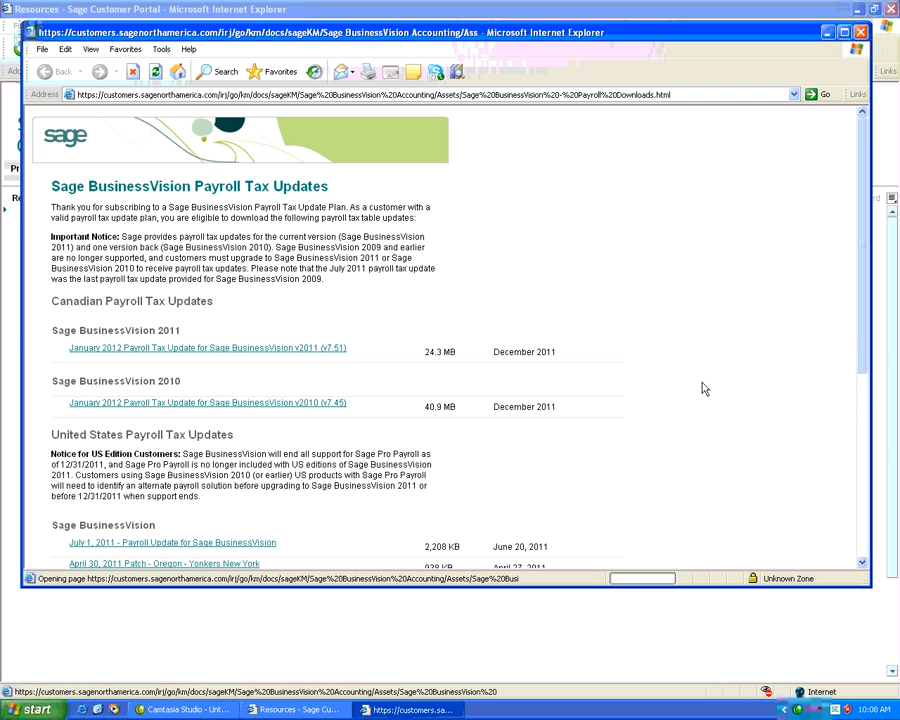 Resources - Sage Customer Portal - Microsoft Internet Explorer
https://customers.sagenorthamerica.com/irj/go/km/docs/sageKM/Sage BusinessVision Accounting/Ass - Microsoft Internet Explorer
File Edit View Favorites Tools Help
Back Search Favorites
Address https://customers.sagenorthamerica.com/irj/go/km/docs/sageKM/Sage%20BusinessVision%20Accounting/Assets/Sage%20BusinessVision%20-%20Payroll%20Downloads.html Go Links
Links
sage
Sage BusinessVision Payroll Tax Updates
Thank you for subscribing to a Sage BusinessVision Payroll Tax Update Plan. As a customer with a
valid payroll tax update plan, you are eligible to download the following payroll tax table updates:
Important Notice: Sage provides payroll tax updates for the current version (Sage BusinessVision
2011) and one version back (Sage BusinessVision 2010). Sage BusinessVision 2009 and earlier
are no longer supported, and customers must upgrade to Sage BusinessVision 2011 or Sage
BusinessVision 2010 to receive payroll tax updates. Please note that the July 2011 payroll tax update
was the last payroll tax update provided for Sage BusinessVision 2009.
Canadian Payroll Tax Updates
Sage BusinessVision 2011
January 2012 Payroll Tax Update for Sage BusinessVision v2011 (v7.51) 24.3 MB December 2011
Sage BusinessVision 2010
January 2012 Payroll Tax Update for Sage BusinessVision v2010 (v7.45) 40.9 MB December 2011
United States Payroll Tax Updates
Notice for US Edition Customers: Sage BusinessVision will end all support for Sage Pro Payroll as
of 12/31/2011, and Sage Pro Payroll is no longer included with US editions of Sage BusinessVision
2011. Customers using Sage BusinessVision 2010 (or earlier) US products with Sage Pro Payroll
will need to identify an alternate payroll solution before upgrading to Sage BusinessVision 2011 or
before 12/31/2011 when support ends.
Sage BusinessVision
July 1, 2011 - Payroll Update for Sage BusinessVision 2,208 KB June 20, 2011
April 30, 2011 Patch - Oregon - Yonkers New York 938 KB April 27, 2011
Opening page https://customers.sagenorthamerica.com/irj/go/km/docs/sageKM/Sage%20BusinessVision%20Accounting/Assets/Sage%20Busi Unknown Zone
https://customers.sagenorthamerica.com/irj/go/km/docs/sageKM/Sage%20BusinessVision%20Accounting/Assets/Sage%20BusinessVision%20 Internet
start Camtasia Studio - Unt... Resources - Sage Cu... https://customers.sa... 10:08 AM